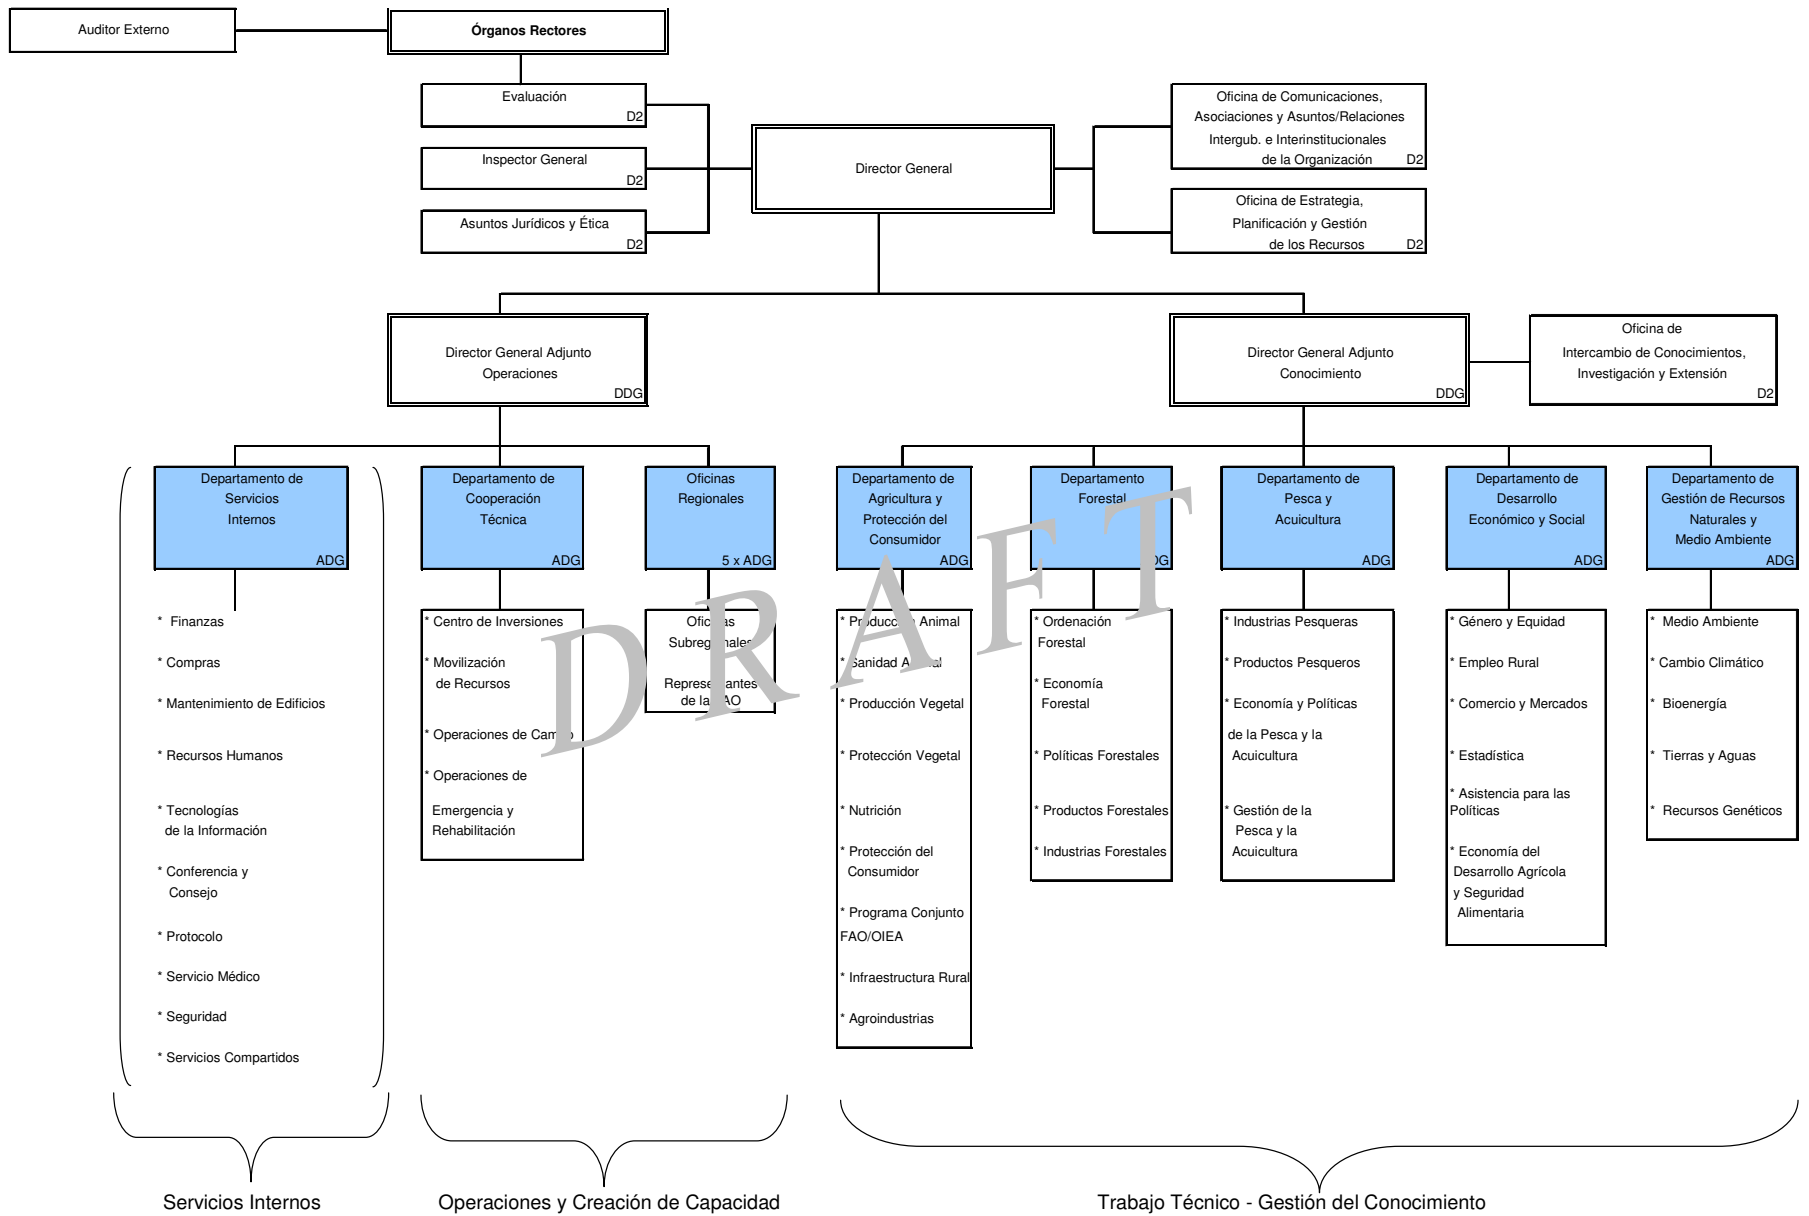 Auditor Externo
Órganos Rectores
Evaluación
D2
Inspector General
D2
Asuntos Jurídicos y Ética
D2
Director General
Oficina de Comunicaciones,
Asociaciones y Asuntos/Relaciones
Intergub. e Interinstitucionales
de la Organización D2
Oficina de Estrategia,
Planificación y Gestión
de los Recursos D2
Director General Adjunto
Operaciones
DDG
Director General Adjunto
Conocimiento
DDG
Oficina de
Intercambio de Conocimientos,
Investigación y Extensión
D2
Departamento de
Servicios
Internos
ADG
Departamento de
Cooperación
Técnica
ADG
Oficinas
Regionales
5 x ADG
Departamento de
Agricultura y
Protección del
Consumidor
ADG
Departamento
Forestal
ADG
Departamento de
Pesca y
Acuicultura
ADG
Departamento de
Desarrollo
Económico y Social
ADG
Departamento de
Gestión de Recursos
Naturales y
Medio Ambiente
ADG
* Finanzas
* Compras
* Mantenimiento de Edificios
* Recursos Humanos
* Tecnologías
de la Información
* Conferencia y
Consejo
* Protocolo
* Servicio Médico
* Seguridad
* Servicios Compartidos
* Centro de Inversiones
* Movilización
de Recursos
* Operaciones de Campo
* Operaciones de
Emergencia y
Rehabilitación
Oficinas
Subregionales
Representantes
de la FAO
* Producción Animal
* Sanidad Animal
* Producción Vegetal
* Protección Vegetal
* Nutrición
* Protección del
Consumidor
* Programa Conjunto
FAO/OIEA
* Infraestructura Rural
* Agroindustrias
* Ordenación
Forestal
* Economía
Forestal
* Políticas Forestales
* Productos Forestales
* Industrias Forestales
* Industrias Pesqueras
* Productos Pesqueros
* Economía y Políticas
de la Pesca y la
Acuicultura
* Gestión de la
Pesca y la
Acuicultura
* Género y Equidad
* Empleo Rural
* Comercio y Mercados
* Estadística
* Asistencia para las
Políticas
* Economía del
Desarrollo Agrícola
y Seguridad
Alimentaria
* Medio Ambiente
* Cambio Climático
* Bioenergía
* Tierras y Aguas
* Recursos Genéticos
DRAFT
Servicios Internos
Operaciones y Creación de Capacidad
Trabajo Técnico - Gestión del Conocimiento